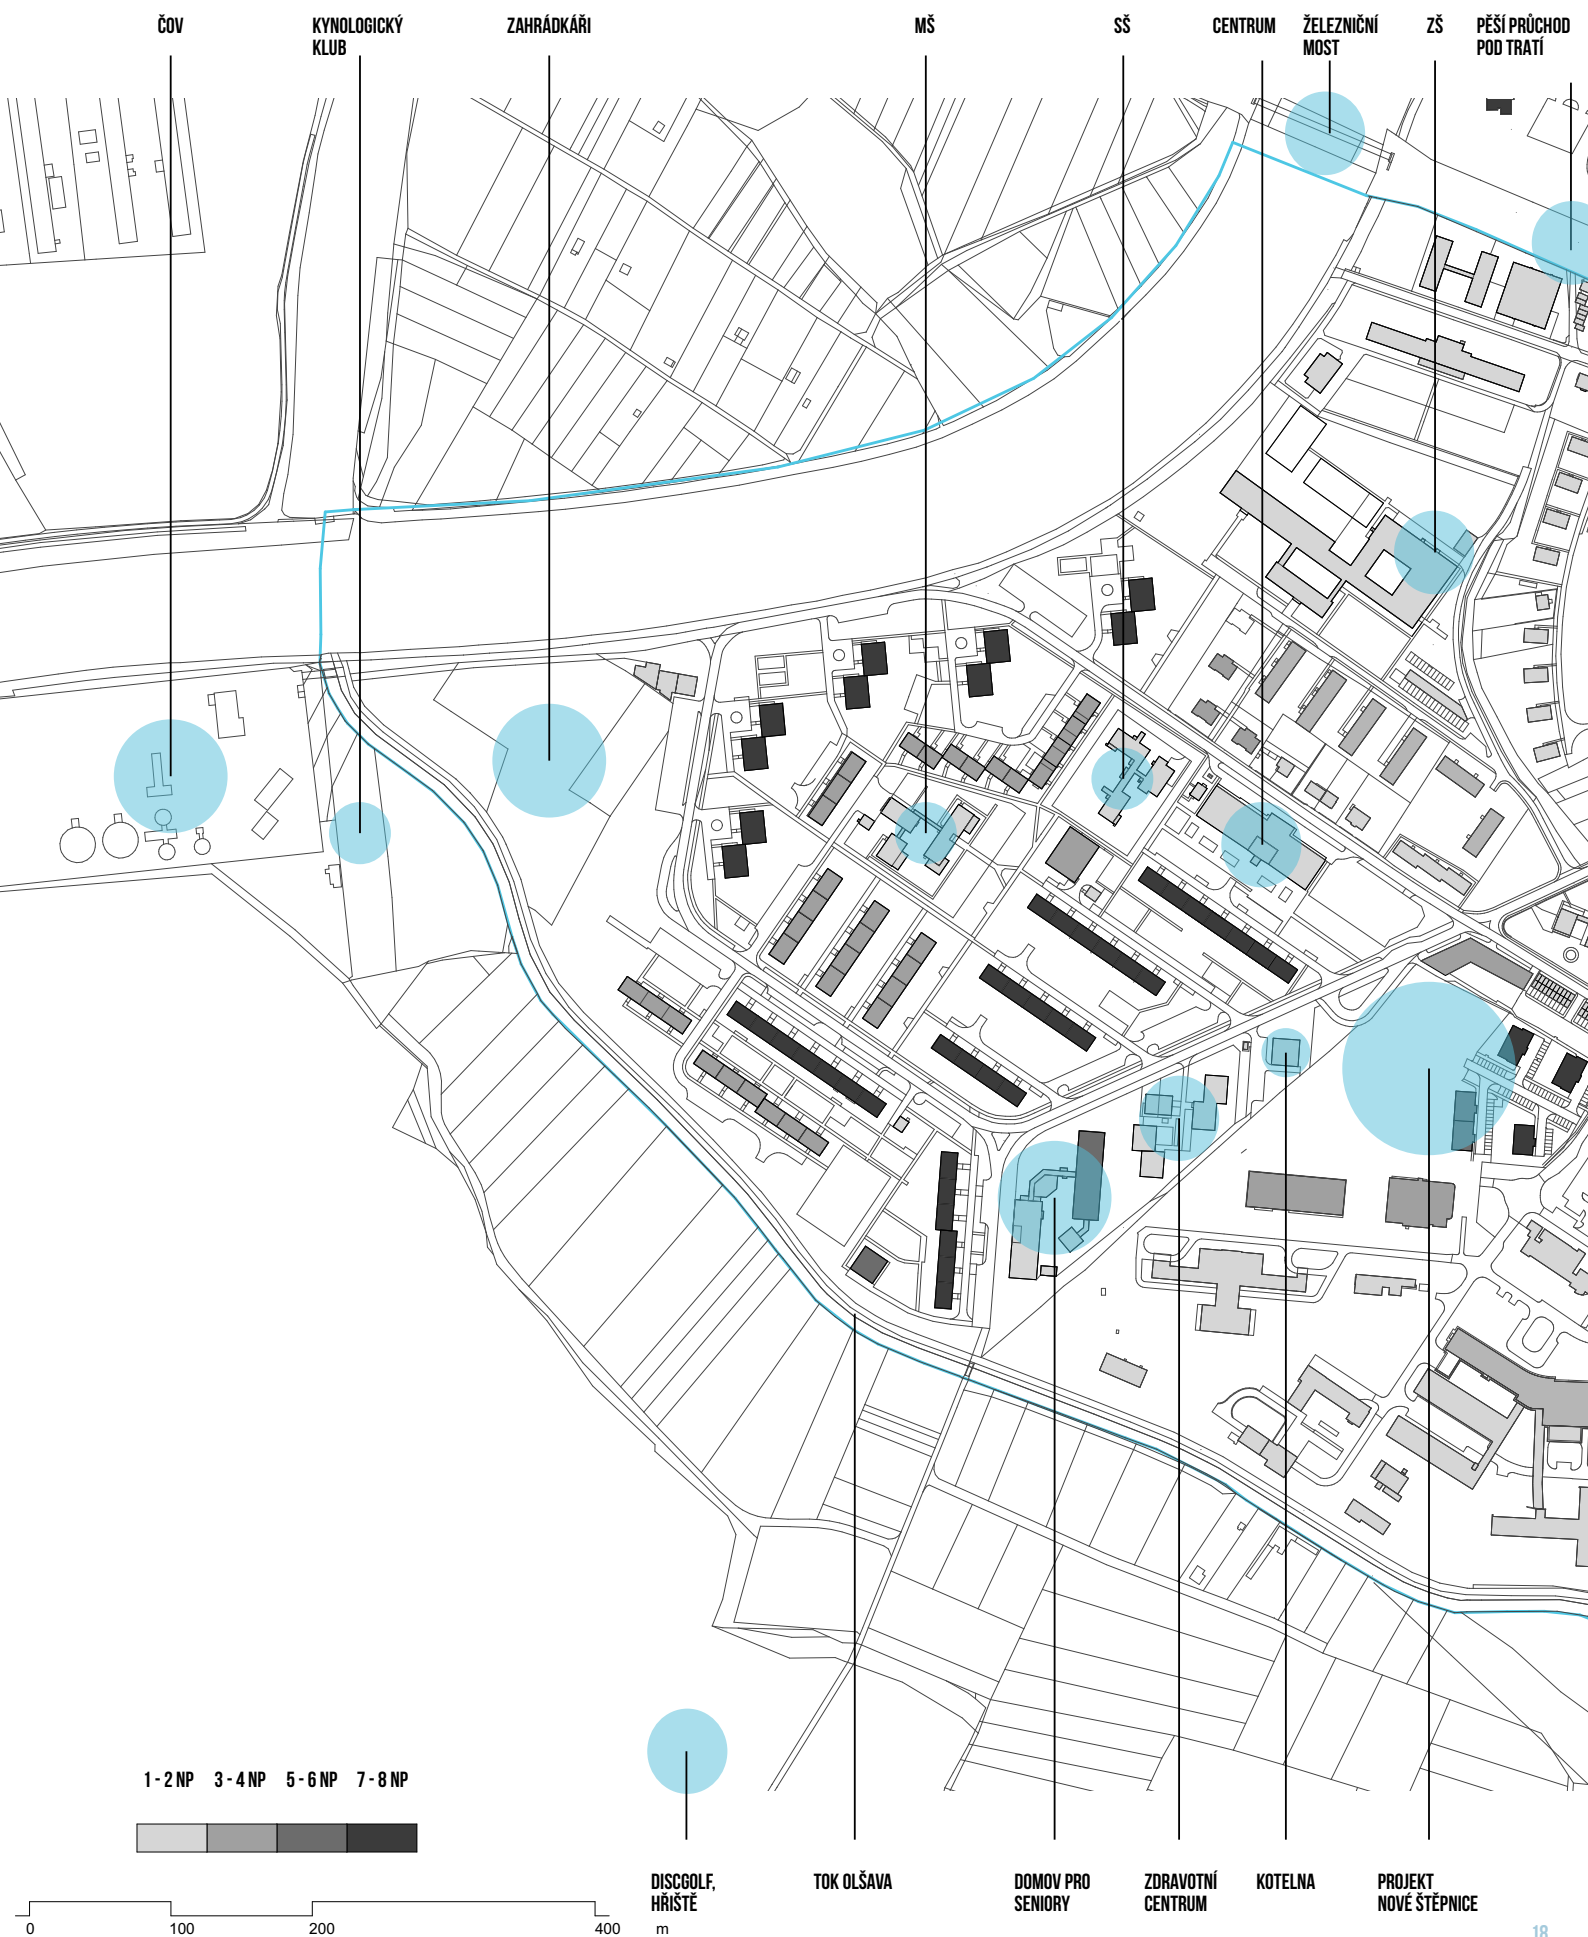 ČOV
KYNOLOGICKÝ
KLUB
ZAHRÁDKÁŘI
MŠ
SŠ
CENTRUM
ŽELEZNIČNÍ
MOST
ZŠ
PĚŠÍ PRŮCHOD
POD TRATÍ
1 - 2 NP 3 - 4 NP 5 - 6 NP 7 - 8 NP
0 100 200 400 m
DISCGOLF,
HŘIŠTĚ
TOK OLŠAVA
DOMOV PRO
SENIORY
ZDRAVOTNÍ
CENTRUM
KOTELNA
PROJEKT
NOVÉ ŠTĚPNICE
18